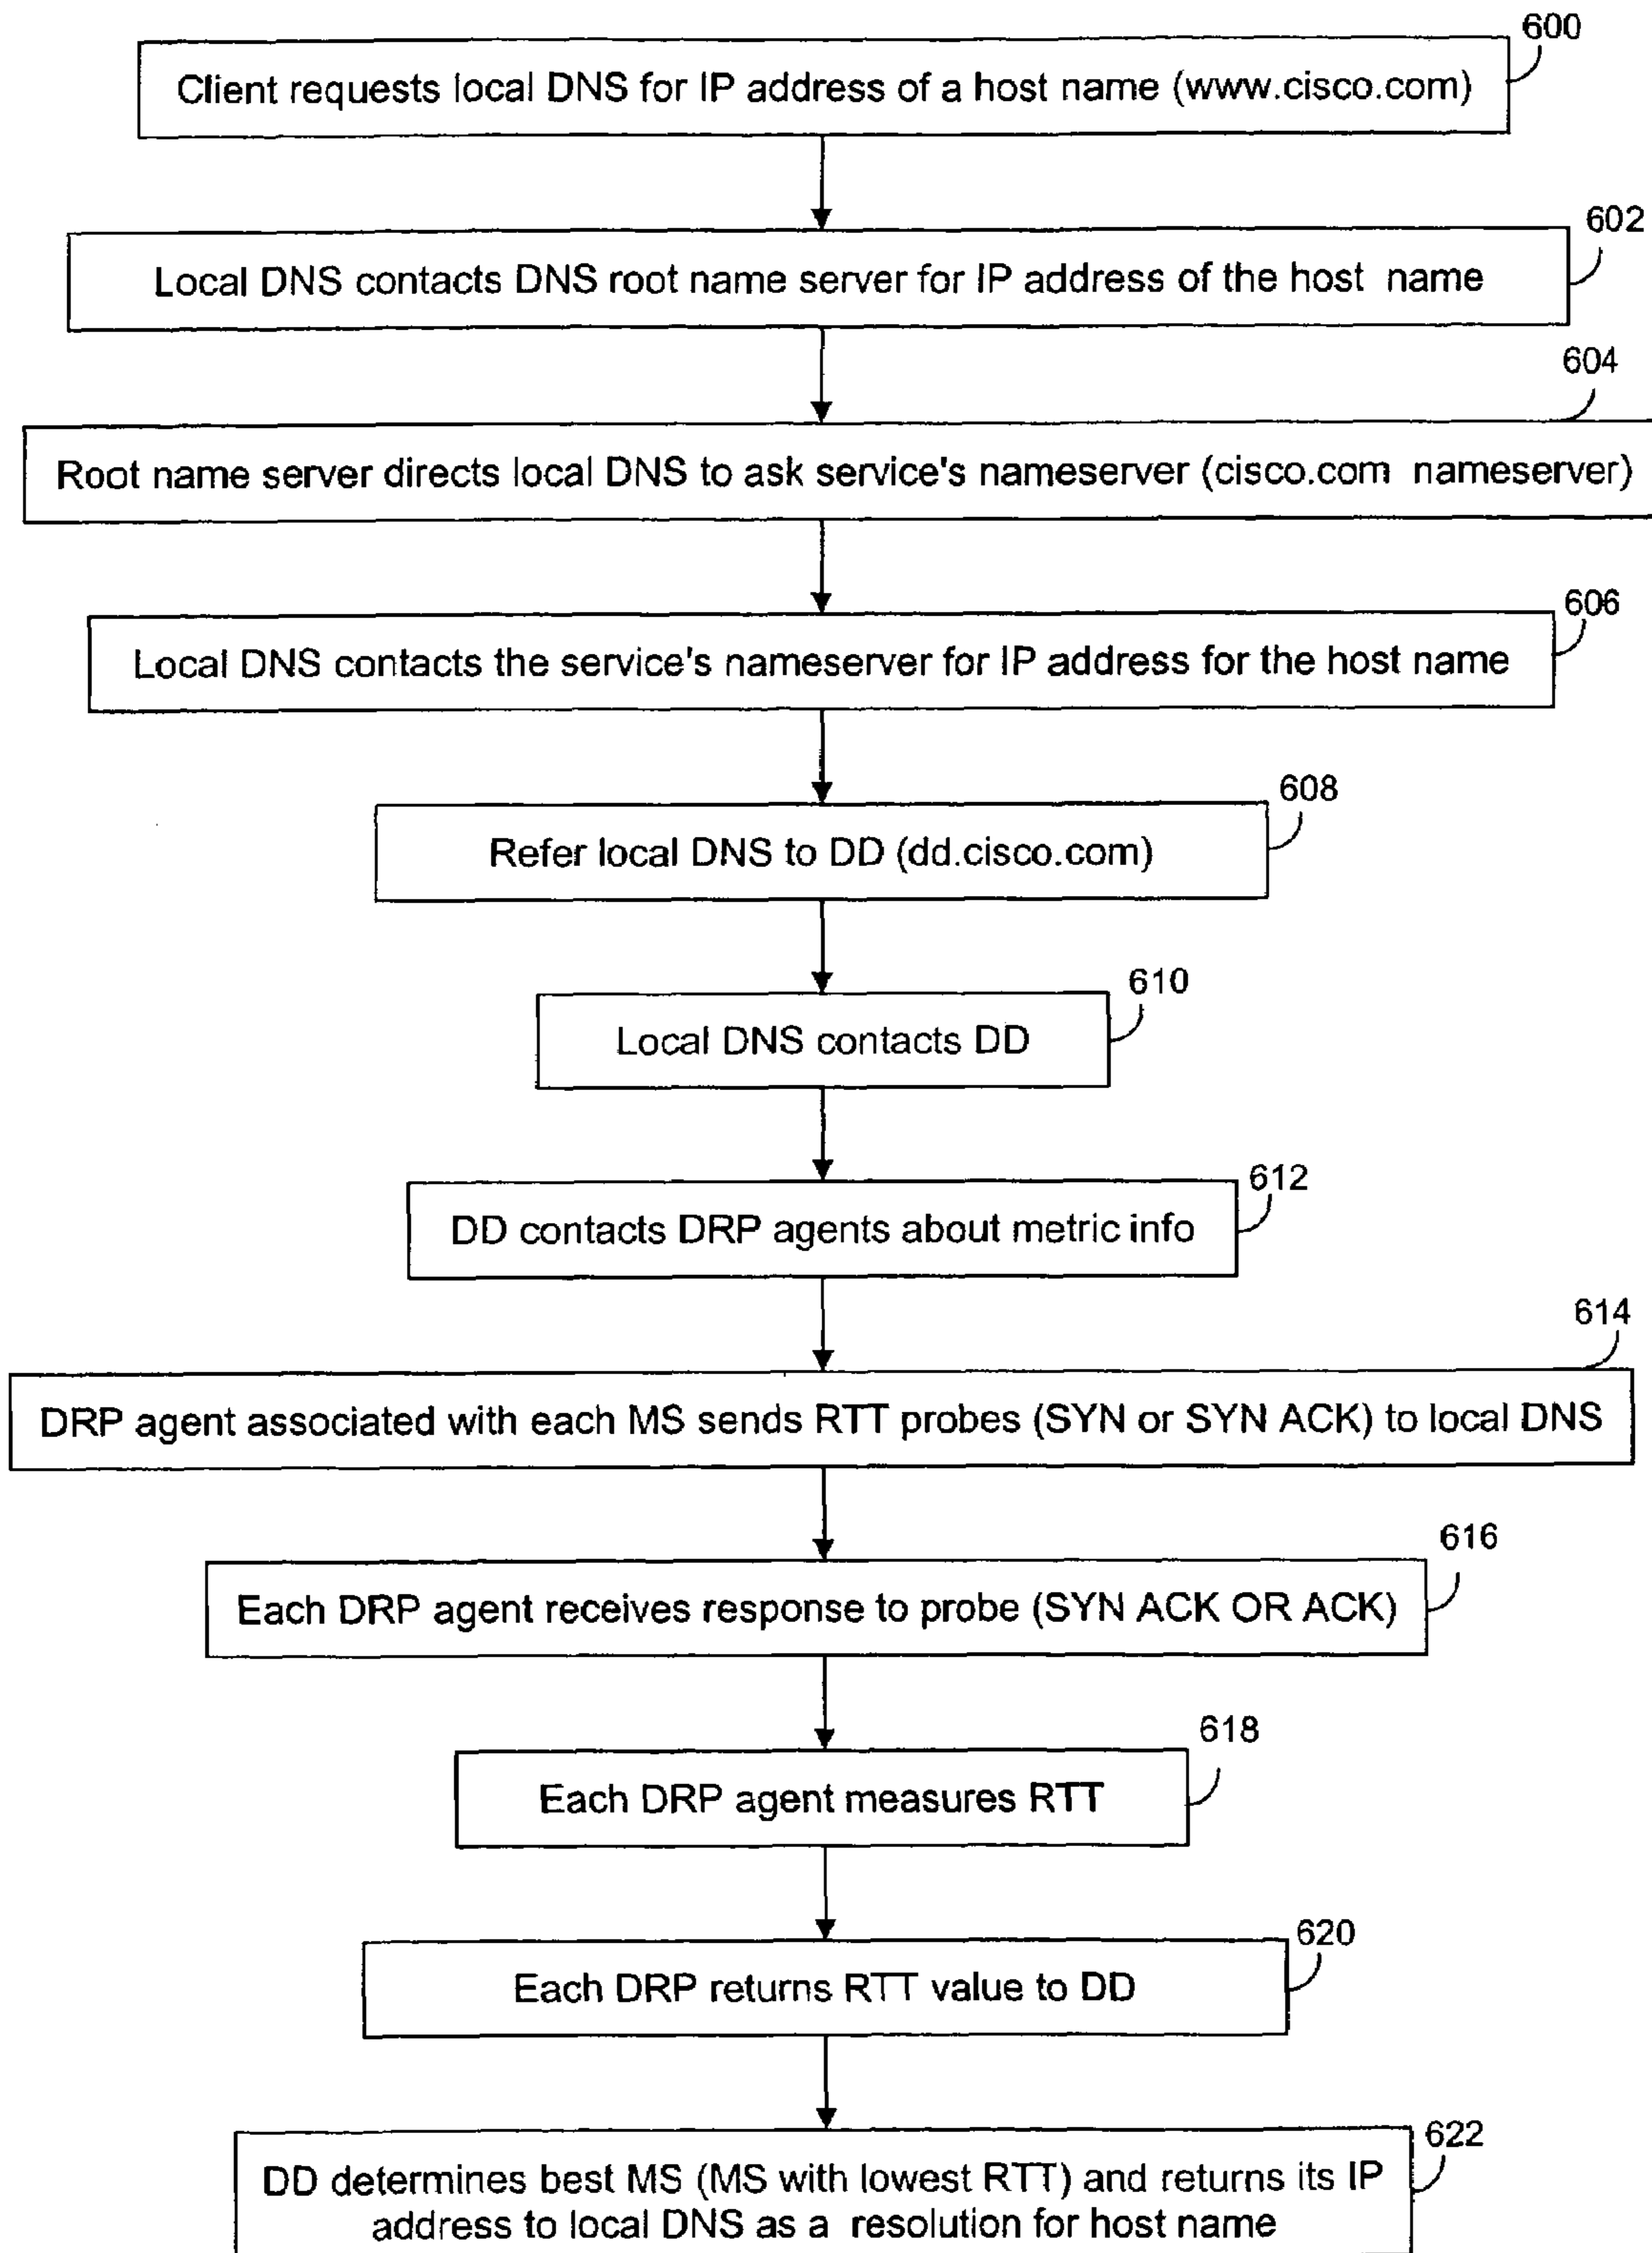 600
Client requests local DNS for IP address of a host name (www.cisco.com)
602
Local DNS contacts DNS root name server for IP address of the host name
604
Root name server directs local DNS to ask service's nameserver (cisco.com nameserver)
606
Local DNS contacts the service's nameserver for IP address for the host name
608
Refer local DNS to DD (dd.cisco.com)
610
Local DNS contacts DD
612
DD contacts DRP agents about metric info
614
DRP agent associated with each MS sends RTT probes (SYN or SYN ACK) to local DNS
616
Each DRP agent receives response to probe (SYN ACK OR ACK)
618
Each DRP agent measures RTT
620
Each DRP returns RTT value to DD
622
DD determines best MS (MS with lowest RTT) and returns its IP
address to local DNS as a resolution for host name